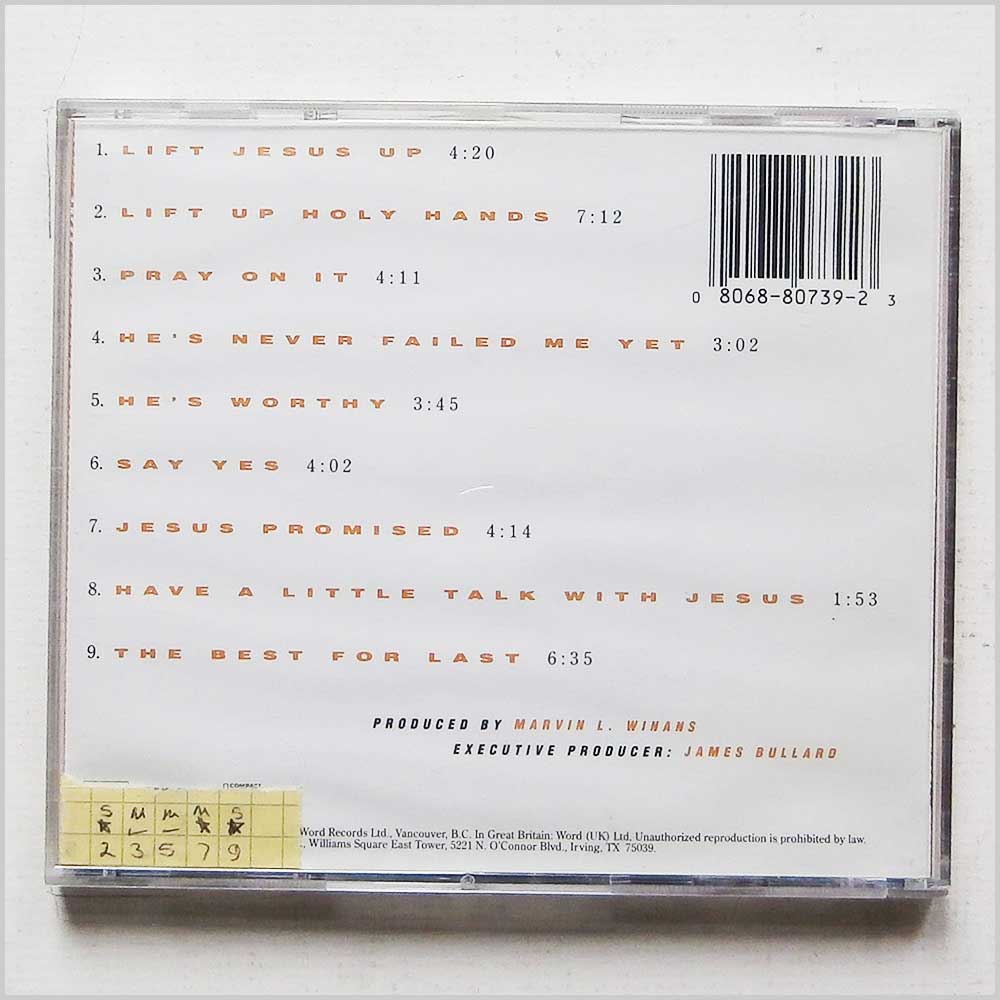 1. LIFT JESUS UP 4:20
2. LIFT UP HOLY HANDS 7:12
3. PRAY ON IT 4:11
4. HE'S NEVER FAILED ME YET 3:02
5. HE'S WORTHY 3:45
6. SAY YES 4:02
7. JESUS PROMISED 4:14
8. HAVE A LITTLE TALK WITH JESUS 1:53
9. THE BEST FOR LAST 6:35
0 8068-80739-2 3
PRODUCED BY MARVIN L. WINANS
EXECUTIVE PRODUCER: JAMES BULLARD
COMPACT
S M M M S
2 3 5 7 9
Word Records Ltd., Vancouver, B.C. In Great Britain: Word (UK) Ltd. Unauthorized reproduction is prohibited by law.
Williams Square East Tower, 5221 N. O'Connor Blvd., Irving, TX 75039.